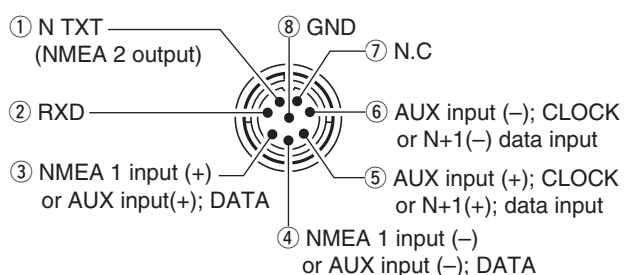 ① N TXT
(NMEA 2 output)
② RXD
③ NMEA 1 input (+)
or AUX input(+); DATA
④ NMEA 1 input (–)
or AUX input (–); DATA
⑤ AUX input (+); CLOCK
or N+1(+); data input
⑥ AUX input (–); CLOCK
or N+1(–) data input
⑦ N.C
⑧ GND